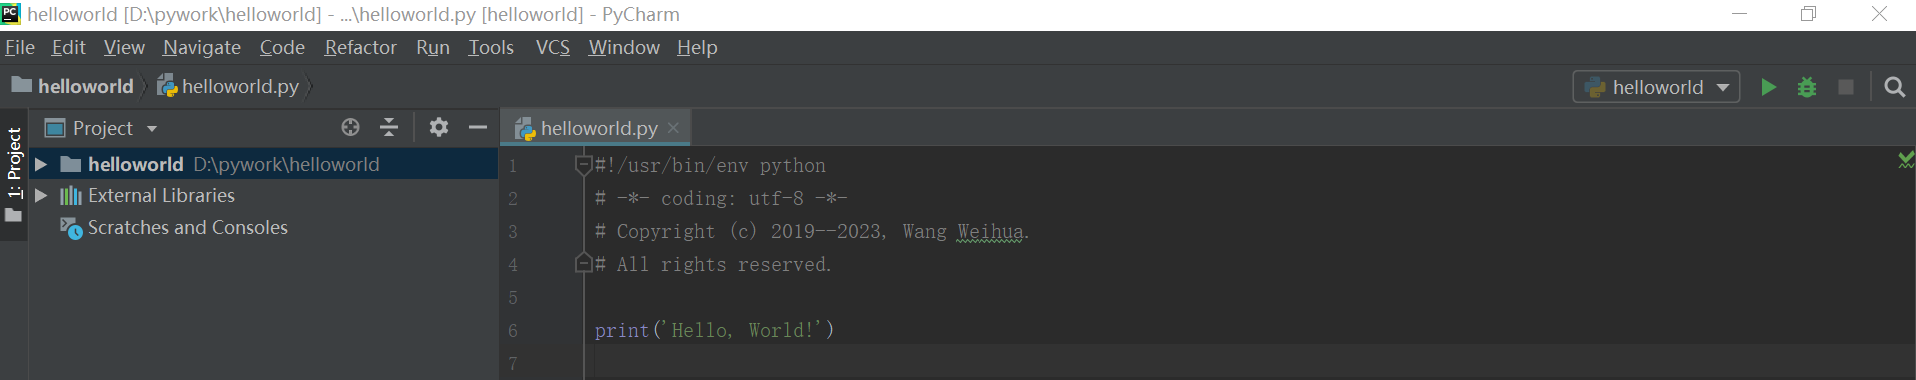 PC helloworld [D:\pywork\helloworld] - ...\helloworld.py [helloworld] - PyCharm
File Edit View Navigate Code Refactor Run Tools VCS Window Help
helloworld helloworld.py helloworld
1: Project
Project helloworld.py
helloworld D:\pywork\helloworld
External Libraries
Scratches and Consoles
1 #!/usr/bin/env python
2 # -*- coding: utf-8 -*-
3 # Copyright (c) 2019--2023, Wang Weihua.
4 # All rights reserved.
5
6 print('Hello, World!')
7